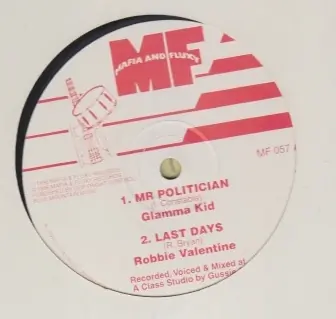 MF
MAFIA AND FLUXY
MF 057
1. MR POLITICIAN
(I. Constable)
Glamma Kid
2. LAST DAYS
(R. Bryan)
Robbie Valentine
Recorded, Voiced & Mixed at
A Class Studio by Gussie